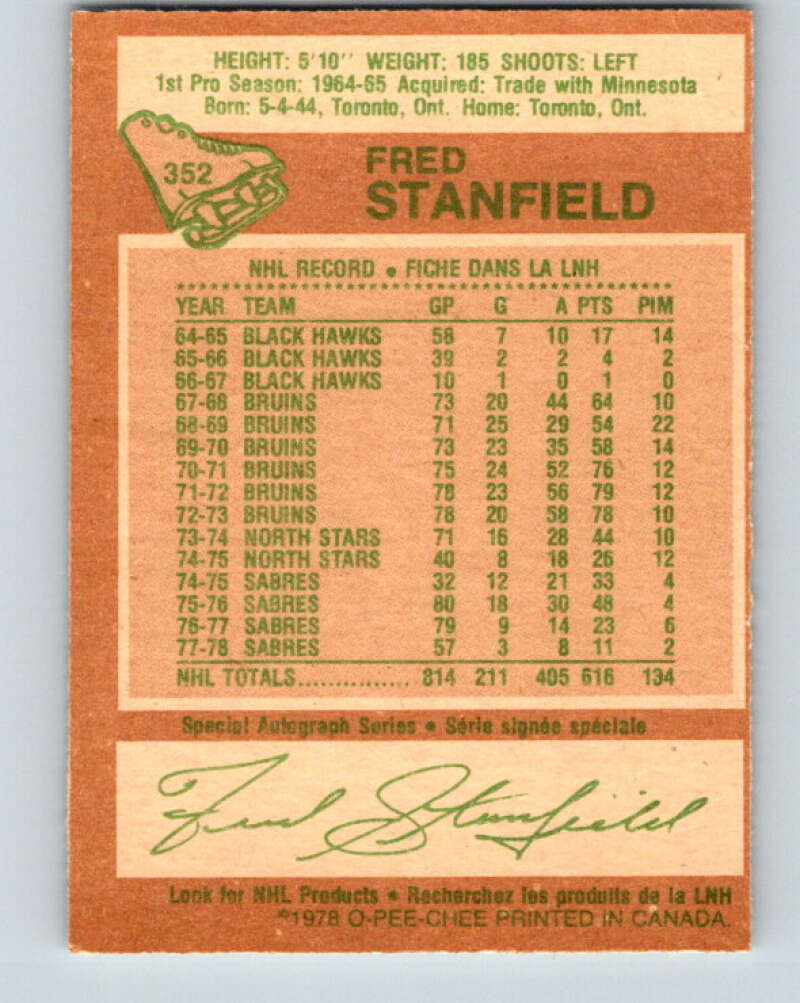 HEIGHT: 5'10'' WEIGHT: 185 SHOOTS: LEFT
1st Pro Season: 1964-65 Acquired: Trade with Minnesota
Born: 5-4-44, Toronto, Ont. Home: Toronto, Ont.
352
FRED
STANFIELD
NHL RECORD • FICHE DANS LA LNH
YEAR TEAM GP G A PTS PIM
64-65 BLACK HAWKS 58 7 10 17 14
65-66 BLACK HAWKS 39 2 2 4 2
66-67 BLACK HAWKS 10 1 0 1 0
67-68 BRUINS 73 20 44 64 10
68-69 BRUINS 71 25 29 54 22
69-70 BRUINS 73 23 35 58 14
70-71 BRUINS 75 24 52 76 12
71-72 BRUINS 78 23 56 79 12
72-73 BRUINS 78 20 58 78 10
73-74 NORTH STARS 71 16 28 44 10
74-75 NORTH STARS 40 8 18 26 12
74-75 SABRES 32 12 21 33 4
75-76 SABRES 80 18 30 48 4
76-77 SABRES 79 9 14 23 6
77-78 SABRES 57 3 8 11 2
NHL TOTALS............... 814 211 405 616 134
Special Autograph Series • Série signée spéciale
Fred Stanfield
Look for NHL Products • Recherchez les produits de la LNH
©1978 O-PEE-CHEE PRINTED IN CANADA.